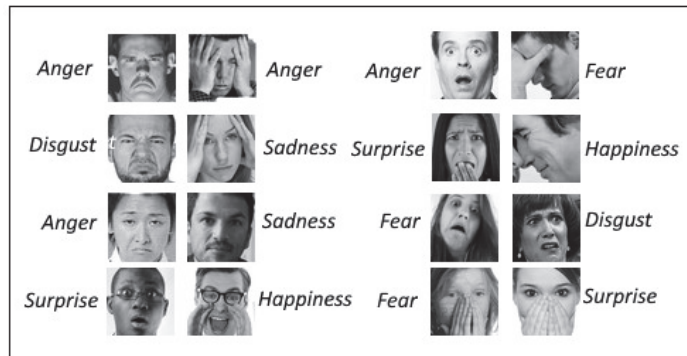 Anger Anger Anger Fear
Disgust Sadness Surprise Happiness
Anger Sadness Fear Disgust
Surprise Happiness Fear Surprise